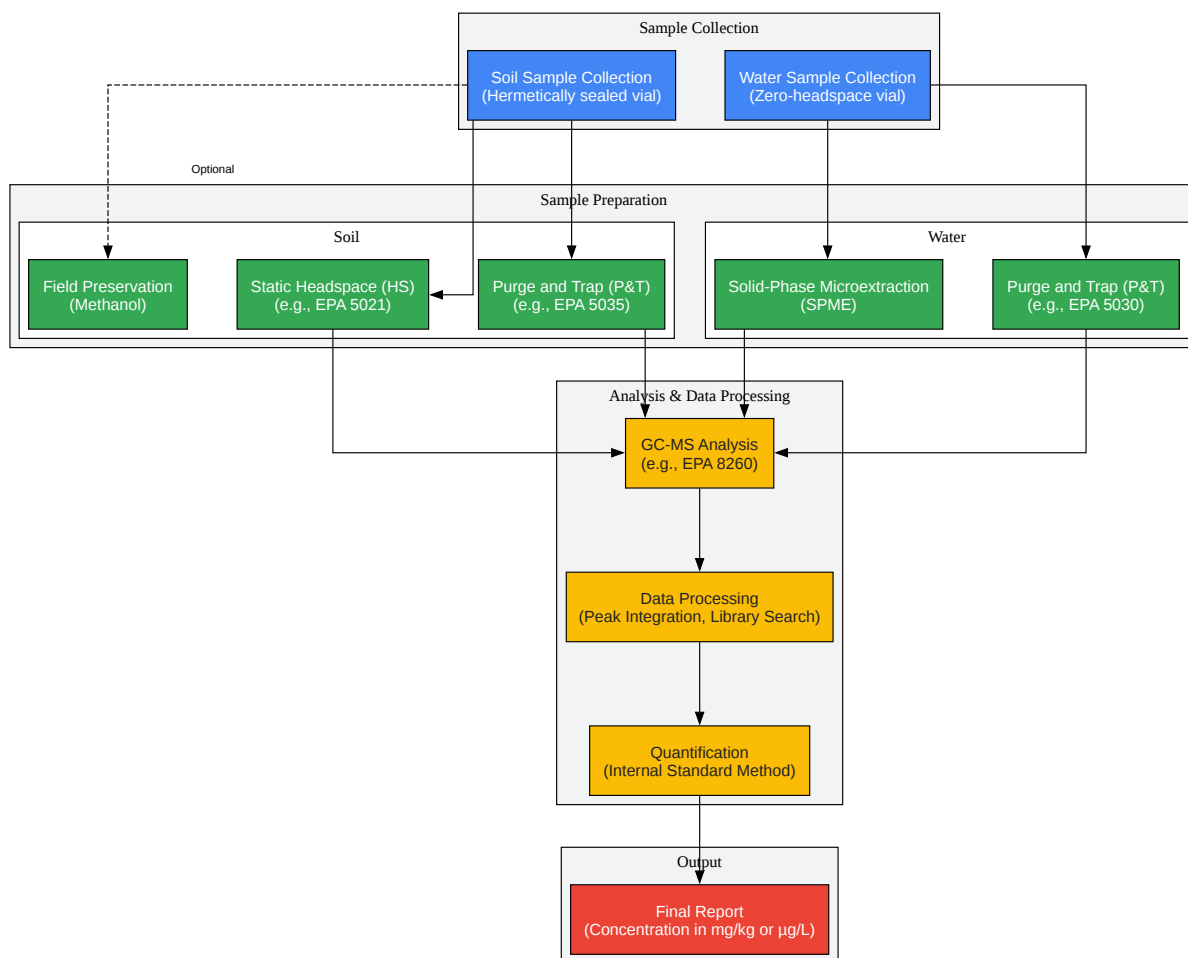 Sample Collection
Soil Sample Collection
(Hermetically sealed vial)
Water Sample Collection
(Zero-headspace vial)
Optional
Sample Preparation
Soil
Water
Field Preservation
(Methanol)
Static Headspace (HS)
(e.g., EPA 5021)
Purge and Trap (P&T)
(e.g., EPA 5035)
Solid-Phase Microextraction
(SPME)
Purge and Trap (P&T)
(e.g., EPA 5030)
Analysis & Data Processing
GC-MS Analysis
(e.g., EPA 8260)
Data Processing
(Peak Integration, Library Search)
Quantification
(Internal Standard Method)
Output
Final Report
(Concentration in mg/kg or µg/L)